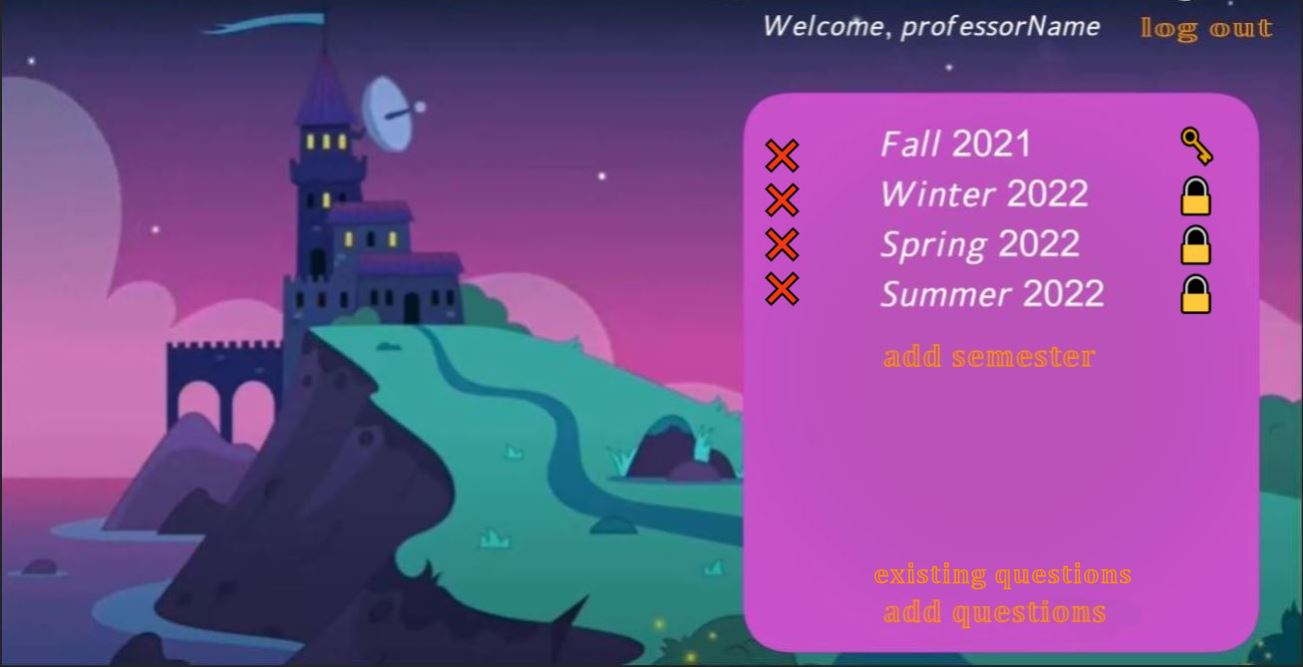 Welcome, professorName log out
Fall 2021
Winter 2022
Spring 2022
Summer 2022
add semester
existing questions
add questions